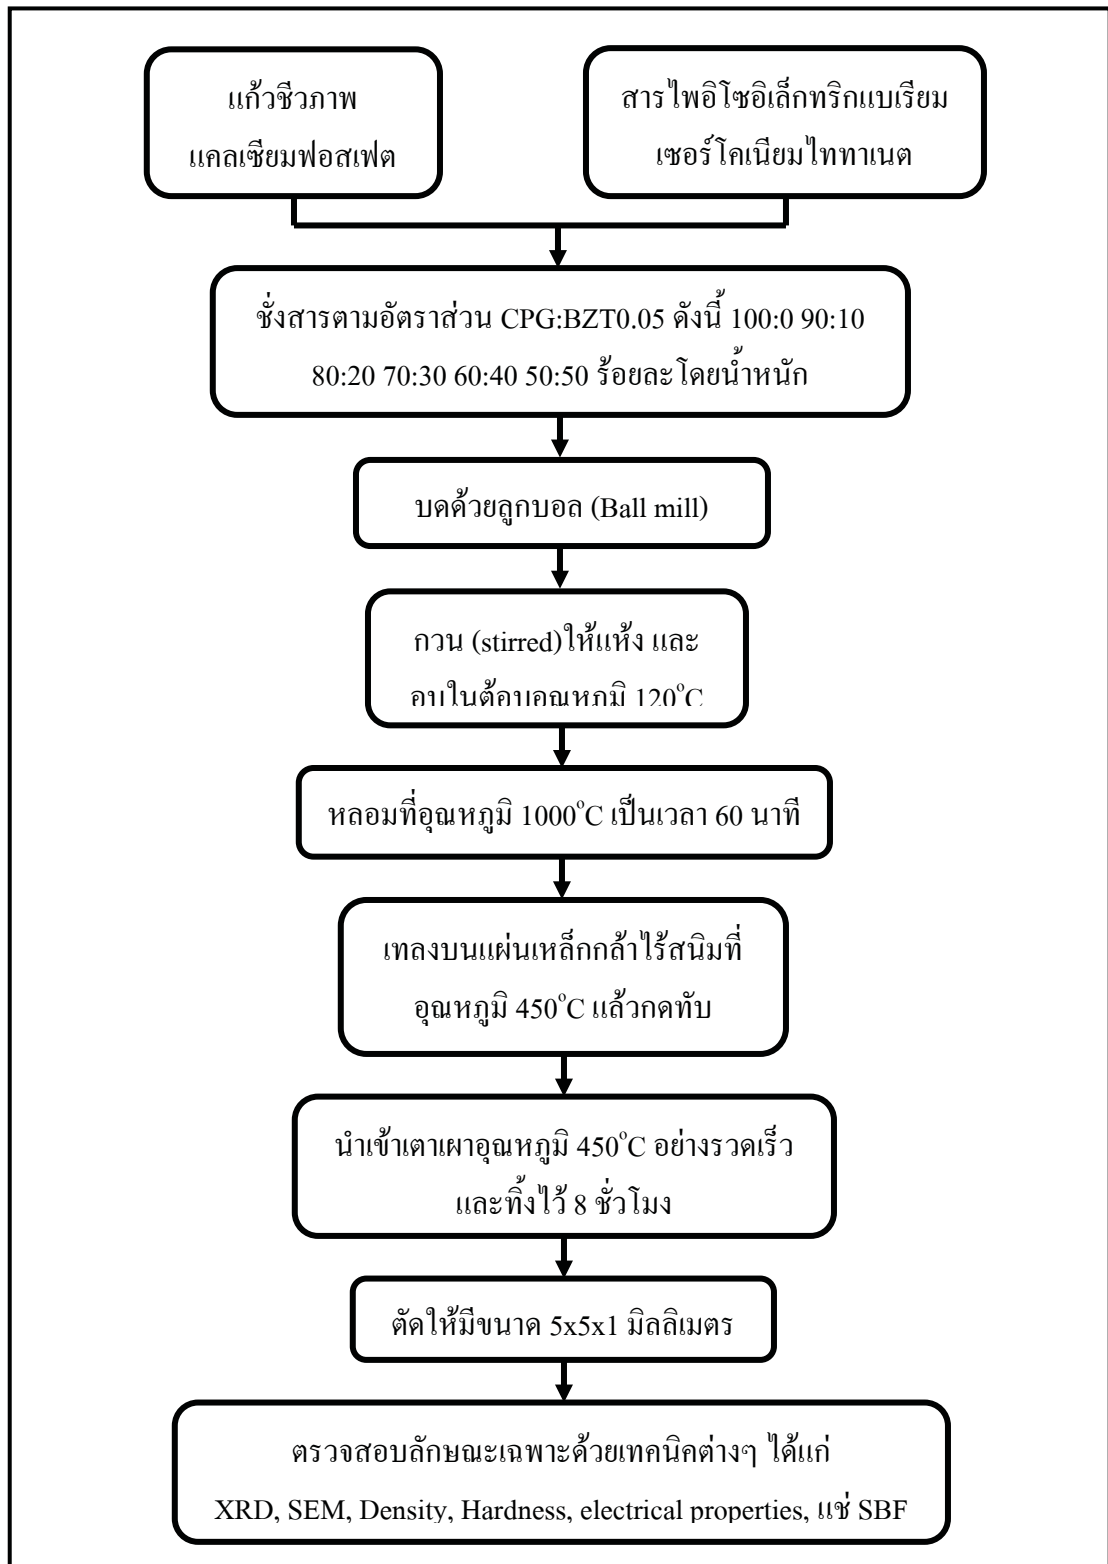 แก้วชีวภาพ
แคลเซียมฟอสเฟต
สารไพอิโซอิเล็กทริกแบเรียม
เซอร์โคเนียมไททาเนต
ชั่งสารตามอัตราส่วน CPG:BZT0.05 ดังนี้ 100:0 90:10
80:20 70:30 60:40 50:50 ร้อยละโดยน้ำหนัก
บดด้วยลูกบอล (Ball mill)
กวน (stirred)ให้แห้ง และ
อบในตู้อบอุณหภูมิ 120°C
หลอมที่อุณหภูมิ 1000°C เป็นเวลา 60 นาที
เทลงบนแผ่นเหล็กกล้าไร้สนิมที่
อุณหภูมิ 450°C แล้วกดทับ
นำเข้าเตาเผาอุณหภูมิ 450°C อย่างรวดเร็ว
และทิ้งไว้ 8 ชั่วโมง
ตัดให้มีขนาด 5x5x1 มิลลิเมตร
ตรวจสอบลักษณะเฉพาะด้วยเทคนิคต่างๆ ได้แก่
XRD, SEM, Density, Hardness, electrical properties, แช่ SBF